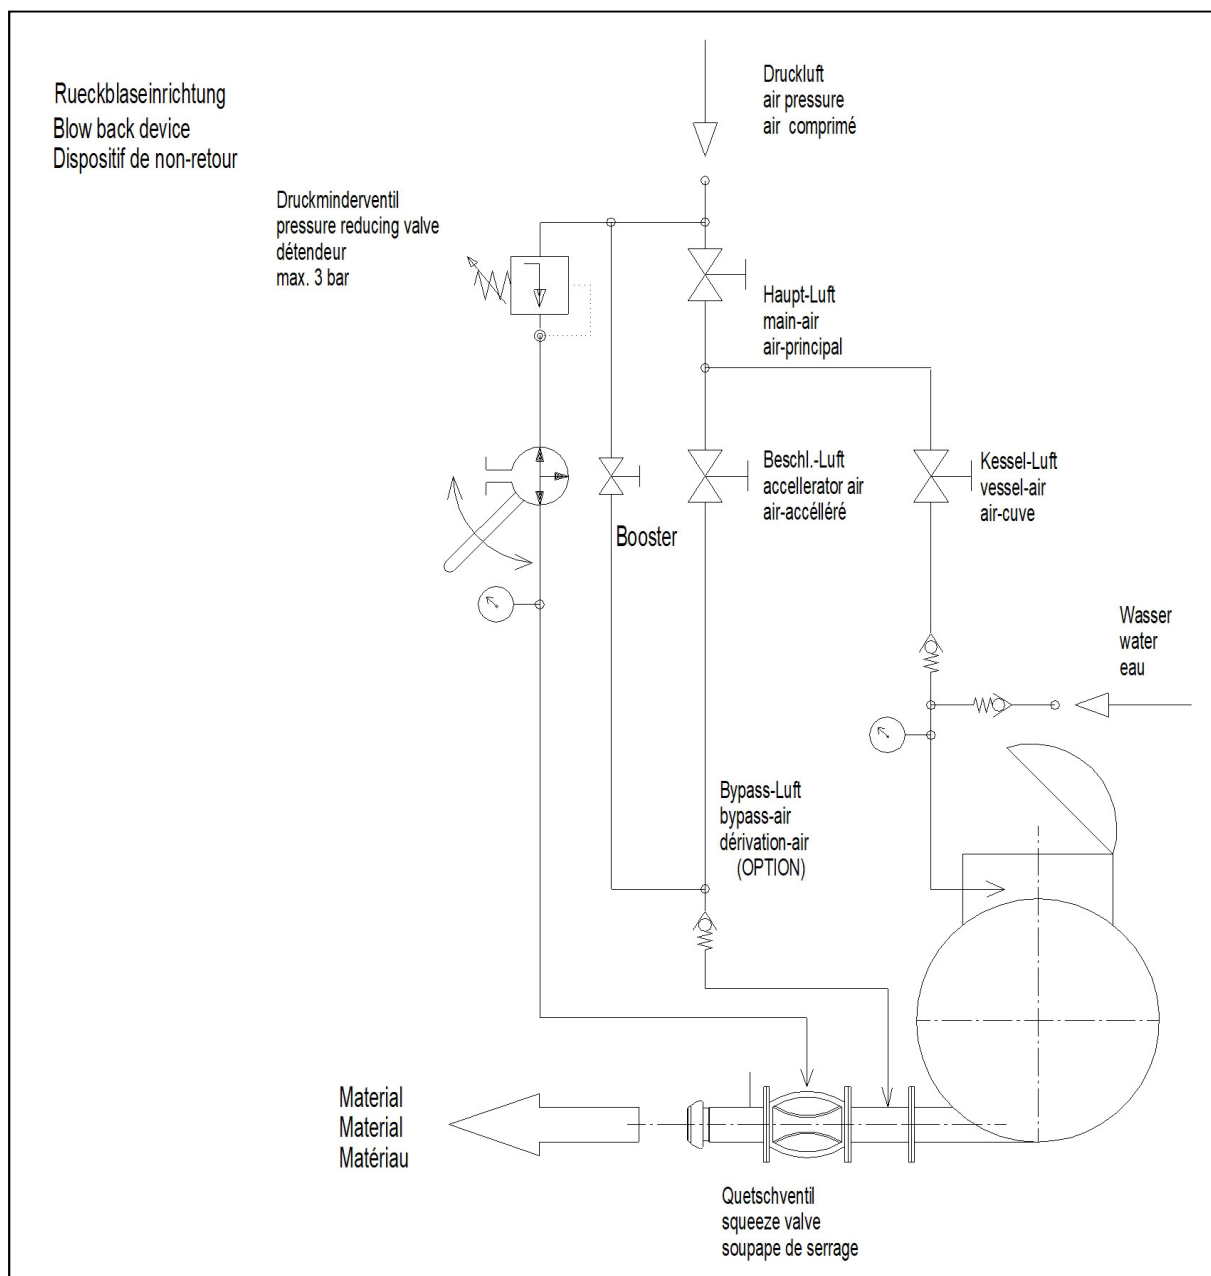 Rueckblaseinrichtung
Blow back device
Dispositif de non-retour
Druckluft
air pressure
air comprimé
Druckminderventil
pressure reducing valve
détendeur
max. 3 bar
Haupt-Luft
main-air
air-principal
Beschl.-Luft
accellerator air
air-accélléré
Kessel-Luft
vessel-air
air-cuve
Booster
Wasser
water
eau
Bypass-Luft
bypass-air
dérivation-air
(OPTION)
Material
Material
Matériau
Quetschventil
squeeze valve
soupape de serrage